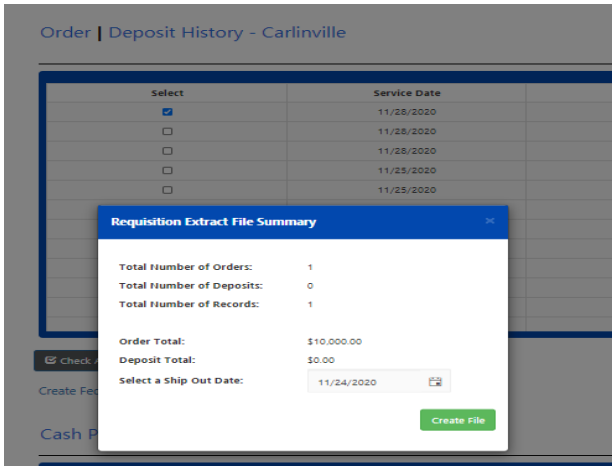 Order | Deposit History - Carlinville
Select Service Date
11/28/2020
11/28/2020
11/28/2020
11/25/2020
11/25/2020
Requisition Extract File Summary ×
Total Number of Orders: 1
Total Number of Deposits: 0
Total Number of Records: 1
Order Total: $10,000.00
Deposit Total: $0.00
Select a Ship Out Date: 11/24/2020
Check
Create File
Create
Cash